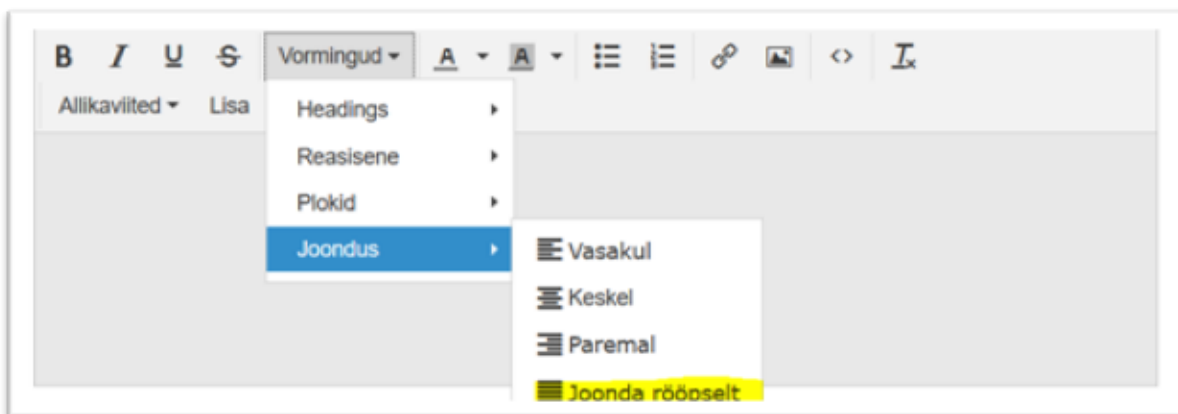 B I U S Vormingud A A
Allikaviited Lisa
Headings
Reasisene
Plokid
Joondus
Vasakul
Keskel
Paremal
Joonda rööpselt